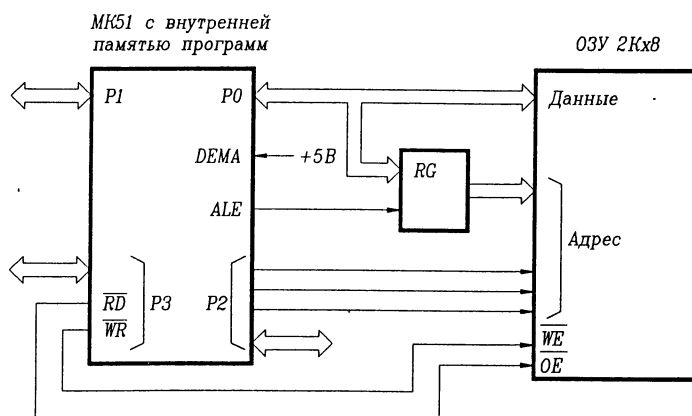 МК51 с внутренней
памятью программ
ОЗУ 2Кх8
P1
P0
Данные
DEMA
+5В
RG
ALE
Адрес
RD
P3
P2
WR
WE
OE